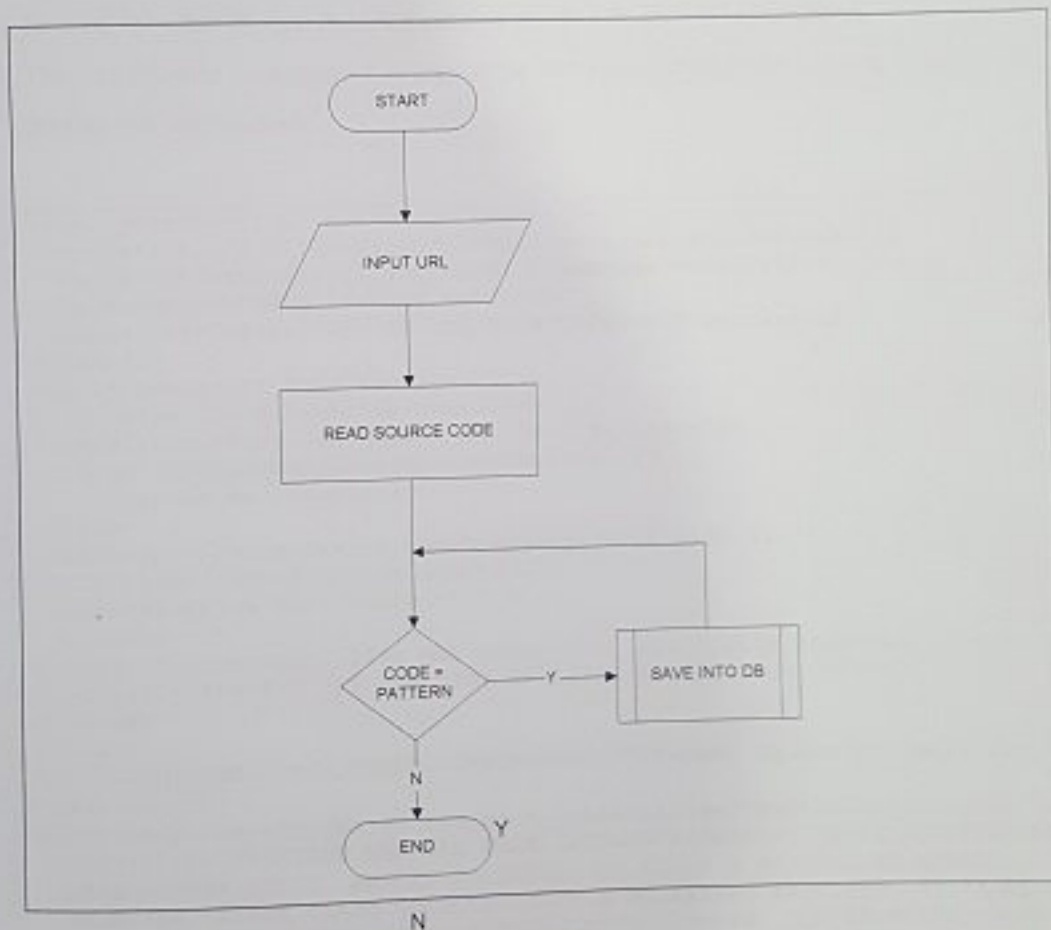 START
INPUT URL
READ SOURCE CODE
CODE =
PATTERN
Y
SAVE INTO DB
N
END
Y
N